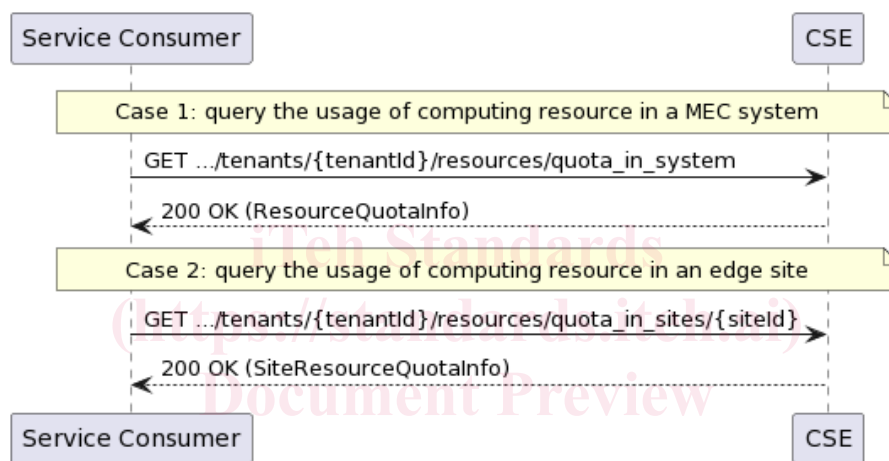 Service Consumer CSE
Case 1: query the usage of computing resource in a MEC system
GET .../tenants/{tenantId}/resources/quota_in_system
200 OK (ResourceQuotaInfo)
iTeh Standards
Case 2: query the usage of computing resource in an edge site
(https://standards.iteh.ai)
GET .../tenants/{tenantId}/resources/quota_in_sites/{siteId}
200 OK (SiteResourceQuotaInfo)
Document Preview
Service Consumer CSE